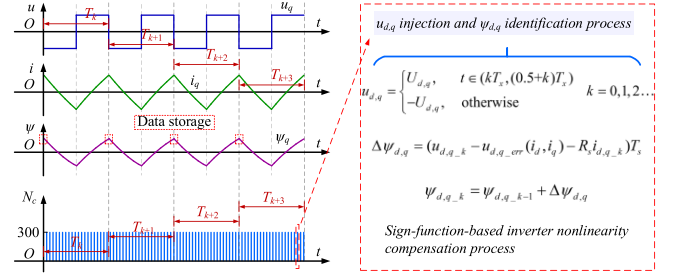 u
u_q
T_k
O
t
T_{k+1}
T_{k+2}
i
i_q
T_{k+3}
O
t
Data storage
ψ
ψ_q
O
t
T_{k+3}
N_c
T_{k+2}
300
T_{k+1}
T_k
O
t
u_{d,q} injection and ψ_{d,q} identification process
u_{d,q} = { U_{d,q}, t∈(kT_s,(0.5+k)T_s)
-U_{d,q}, otherwise k = 0,1,2…
Δψ_{d,q} = (u_{d,q_k} − u_{d,q_err}(i_d,i_q) − R_s i_{d,q_k})T_s
ψ_{d,q_k} = ψ_{d,q_k−1} + Δψ_{d,q}
Sign-function-based inverter nonlinearity
compensation process